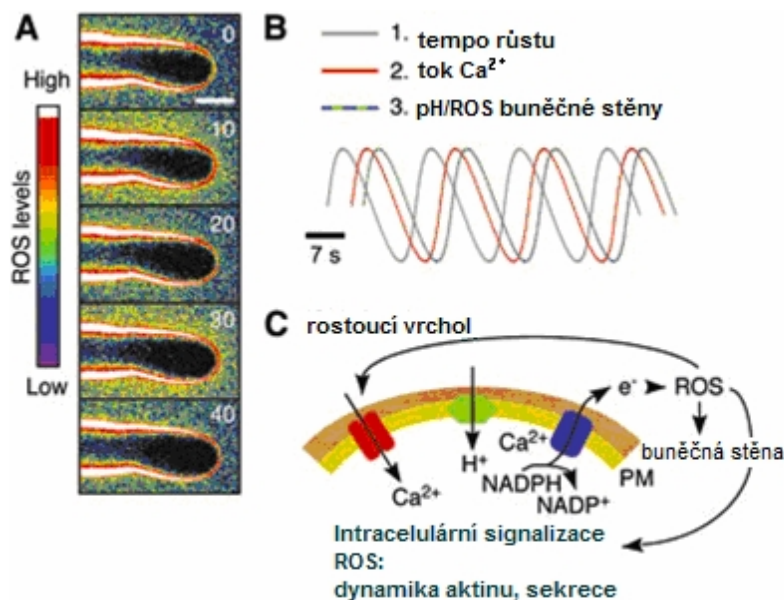 A
High
ROS levels
Low
0
10
20
30
40
B
1. tempo růstu
2. tok Ca²⁺
3. pH/ROS buněčné stěny
7 s
C
rostoucí vrchol
e⁻
ROS
buněčná stěna
Ca²⁺
H⁺
Ca²⁺
NADPH
NADP⁺
PM
Intracelulární signalizace
ROS:
dynamika aktinu, sekrece